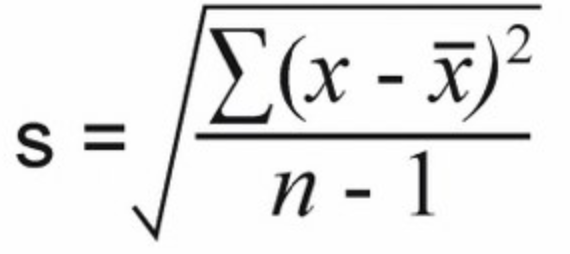 s = √(∑(x - x̄)² / (n - 1))